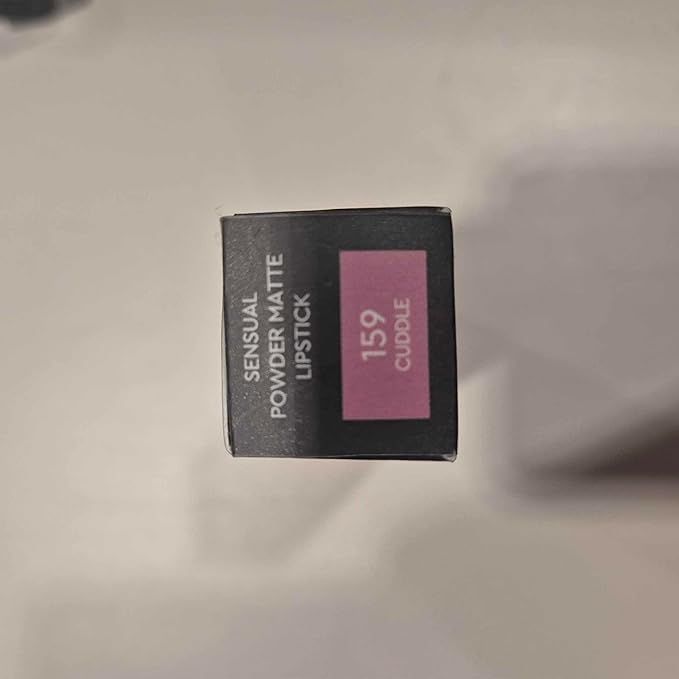 SENSUAL
POWDER MATTE
LIPSTICK
159
CUDDLE